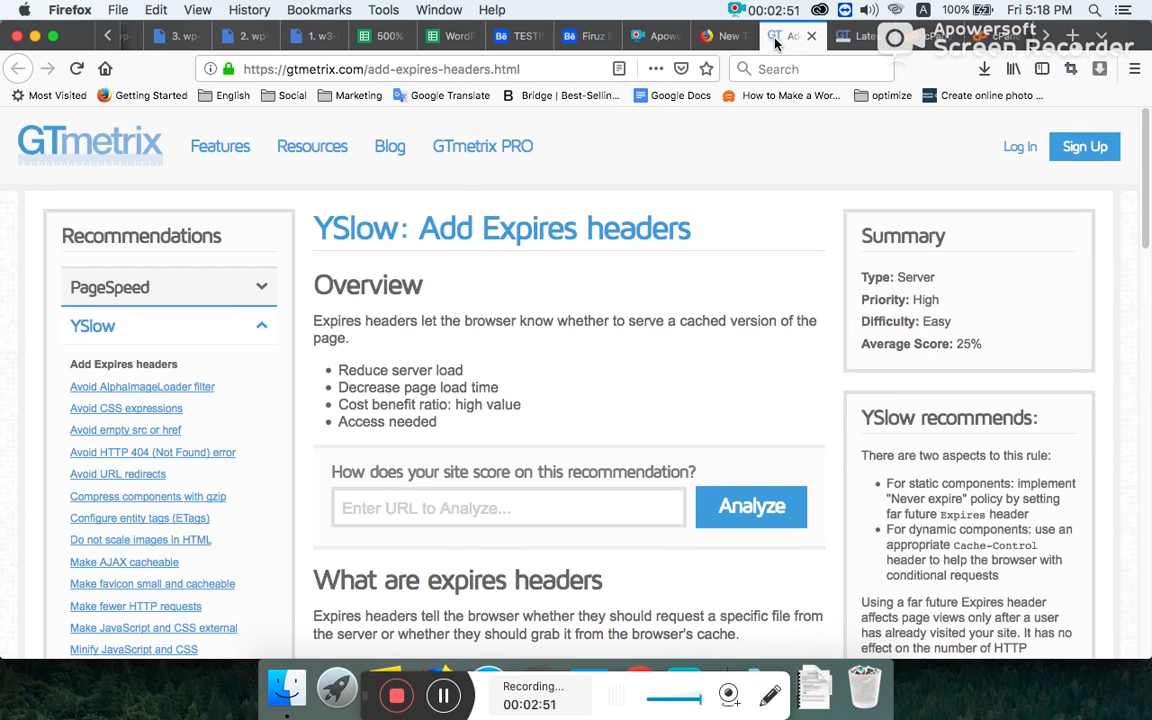 Firefox File Edit View History Bookmarks Tools Window Help 00:02:51 A 100% Fri 5:18 PM
3. wp- 2. wp- 1. w3- 500% WordP TESTI Firuz I Apowe New T Ad Late
Apowersoft
Screen Recorder
https://gtmetrix.com/add-expires-headers.html Search
Most Visited Getting Started English Social Marketing Google Translate B Bridge | Best-Sellin... Google Docs How to Make a Wor... optimize Create online photo ...
GTmetrix Features Resources Blog GTmetrix PRO Log In Sign Up
Recommendations
PageSpeed
YSlow
Add Expires headers
Avoid AlphaImageLoader filter
Avoid CSS expressions
Avoid empty src or href
Avoid HTTP 404 (Not Found) error
Avoid URL redirects
Compress components with gzip
Configure entity tags (ETags)
Do not scale images in HTML
Make AJAX cacheable
Make favicon small and cacheable
Make fewer HTTP requests
Make JavaScript and CSS external
Minify JavaScript and CSS
YSlow: Add Expires headers
Overview
Expires headers let the browser know whether to serve a cached version of the
page.
Reduce server load
Decrease page load time
Cost benefit ratio: high value
Access needed
How does your site score on this recommendation?
Enter URL to Analyze... Analyze
What are expires headers
Expires headers tell the browser whether they should request a specific file from
the server or whether they should grab it from the browser's cache.
Summary
Type: Server
Priority: High
Difficulty: Easy
Average Score: 25%
YSlow recommends:
There are two aspects to this rule:
For static components: implement
"Never expire" policy by setting
far future Expires header
For dynamic components: use an
appropriate Cache-Control
header to help the browser with
conditional requests
Using a far future Expires header
affects page views only after a user
has already visited your site. It has no
effect on the number of HTTP
Recording...
00:02:51